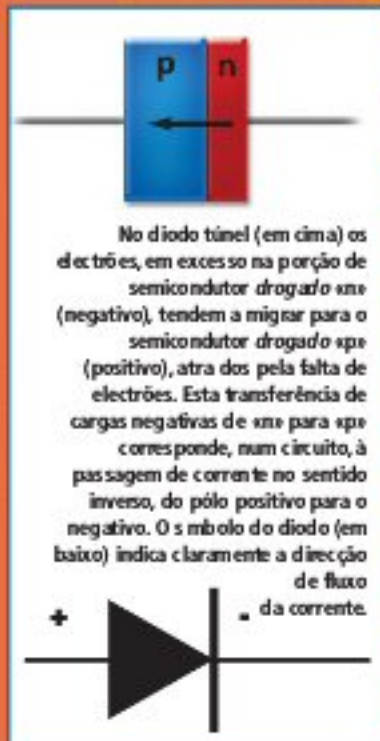 p n
No diodo túnel (em cima) os
electrões, em excesso na porção de
semicondutor drogado «n»
(negativo), tendem a migrar para o
semicondutor drogado «p»
(positivo), atra dos pela falta de
electrões. Esta transferência de
cargas negativas de «n» para «p»
corresponde, num circuito, à
passagem de corrente no sentido
inverso, do pólo positivo para o
negativo. O s mbolo do diodo (em
baixo) indica claramente a direcção
de fluxo
da corrente.
+ -